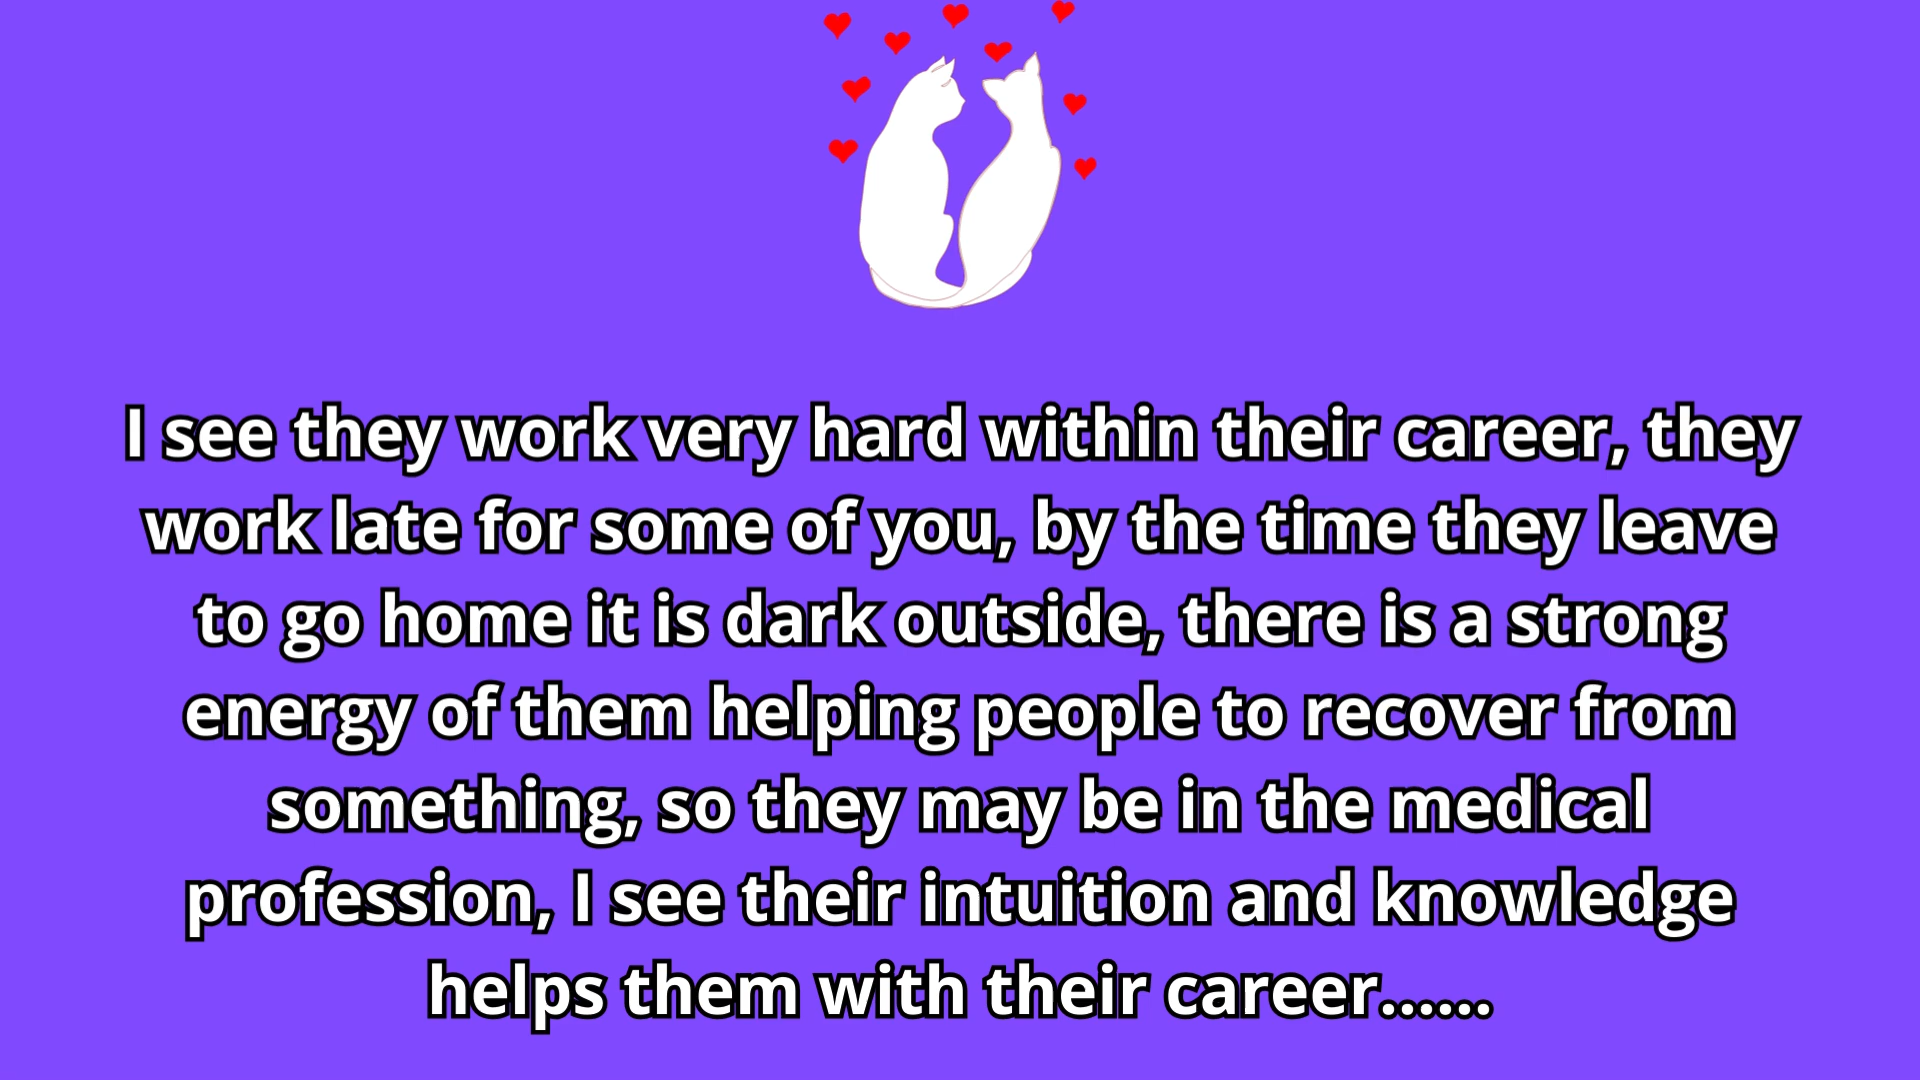 I see they work very hard within their career, they
work late for some of you, by the time they leave
to go home it is dark outside, there is a strong
energy of them helping people to recover from
something, so they may be in the medical
profession, I see their intuition and knowledge
helps them with their career......